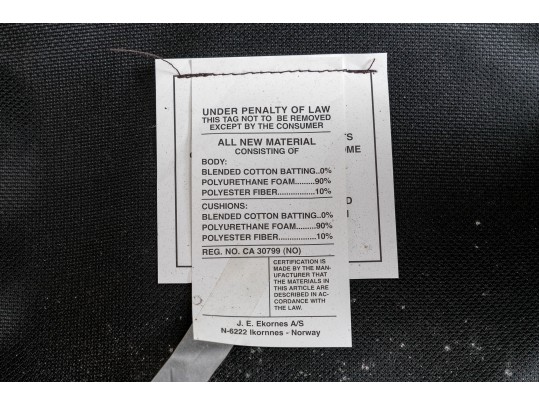 UNDER PENALTY OF LAW
THIS TAG NOT TO BE REMOVED
EXCEPT BY THE CONSUMER
ALL NEW MATERIAL
CONSISTING OF
BODY:
BLENDED COTTON BATTING..0%
POLYURETHANE FOAM.........90%
POLYESTER FIBER...............10%
CUSHIONS:
BLENDED COTTON BATTING..0%
POLYURETHANE FOAM.........90%
POLYESTER FIBER...............10%
REG. NO. CA 30799 (NO)
CERTIFICATION IS
MADE BY THE MAN-
UFACTURER THAT
THE MATERIALS IN
THIS ARTICLE ARE
DESCRIBED IN AC-
CORDANCE WITH
THE LAW.
J. E. Ekornes A/S
N-6222 Ikornnes - Norway